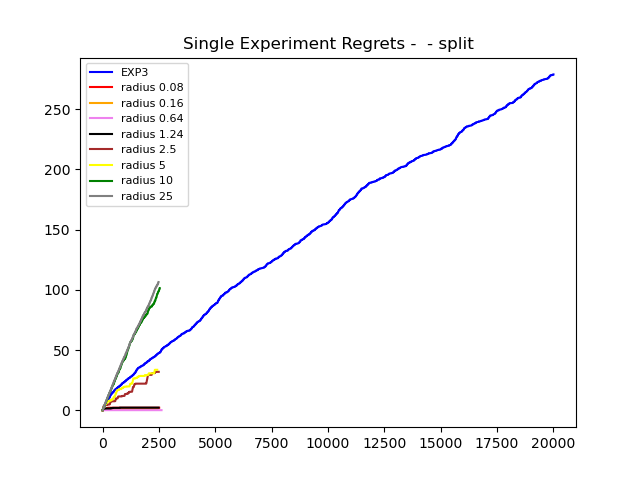 Single Experiment Regrets -  - split
EXP3
radius 0.08
radius 0.16
radius 0.64
radius 1.24
radius 2.5
radius 5
radius 10
radius 25
250
200
150
100
50
0
0 2500 5000 7500 10000 12500 15000 17500 20000